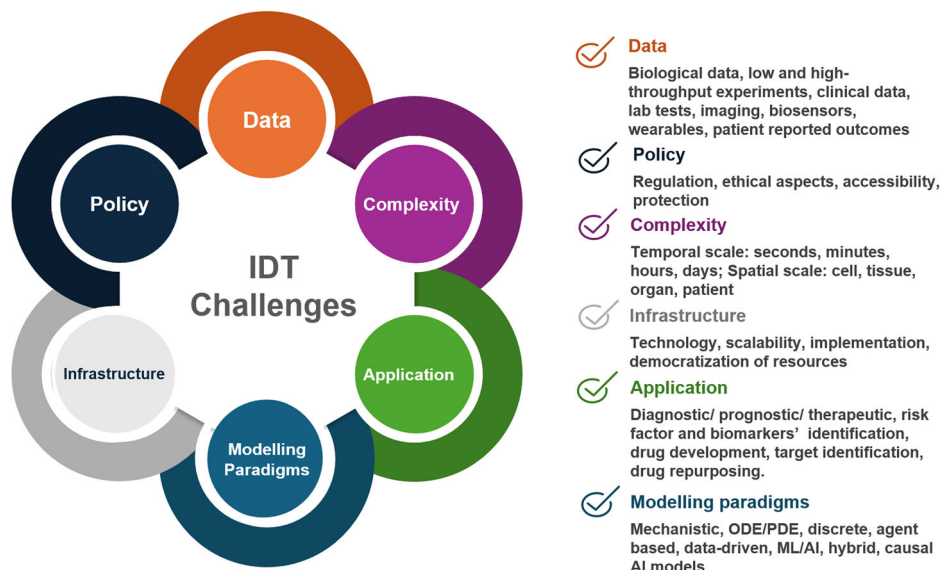 Data
Policy
Complexity
IDT
Challenges
Infrastructure
Application
Modelling
Paradigms
Data
Biological data, low and high-
throughput experiments, clinical data,
lab tests, imaging, biosensors,
wearables, patient reported outcomes
Policy
Regulation, ethical aspects, accessibility,
protection
Complexity
Temporal scale: seconds, minutes,
hours, days; Spatial scale: cell, tissue,
organ, patient
Infrastructure
Technology, scalability, implementation,
democratization of resources
Application
Diagnostic/ prognostic/ therapeutic, risk
factor and biomarkers’ identification,
drug development, target identification,
drug repurposing.
Modelling paradigms
Mechanistic, ODE/PDE, discrete, agent
based, data-driven, ML/AI, hybrid, causal
AI models